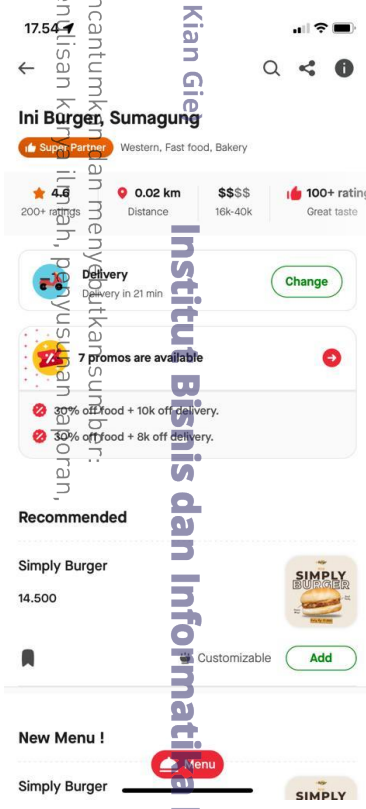 17.54
Ini Burger, Sumagung
Super Partner Western, Fast food, Bakery
4.6
200+ ratings
0.02 km
Distance
$$$$
16k-40k
100+ rating
Great taste
Delivery
Delivery in 21 min
Change
7 promos are available
30% off food + 10k off delivery.
30% off food + 8k off delivery.
Recommended
Simply Burger
14.500
SIMPLY
BURGER
Customizable
Add
New Menu !
Menu
Simply Burger
SIMPLY
ncantumkan dan menyebutkan sumber:
enulisan karya ilmiah, penyusunan laporan,
Kian Gie)
Institut Bisnis dan Informatika